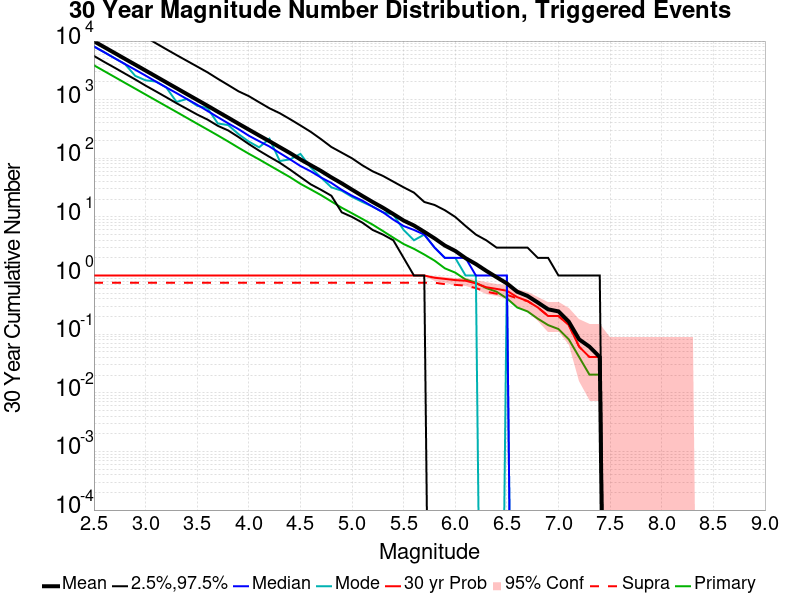 30 Year Magnitude Number Distribution, Triggered Events
30 Year Cumulative Number
10^4
10^3
10^2
10^1
10^0
10^-1
10^-2
10^-3
10^-4
2.5 3.0 3.5 4.0 4.5 5.0 5.5 6.0 6.5 7.0 7.5 8.0 8.5 9.0
Magnitude
Mean 2.5%,97.5% Median Mode 30 yr Prob 95% Conf Supra Primary